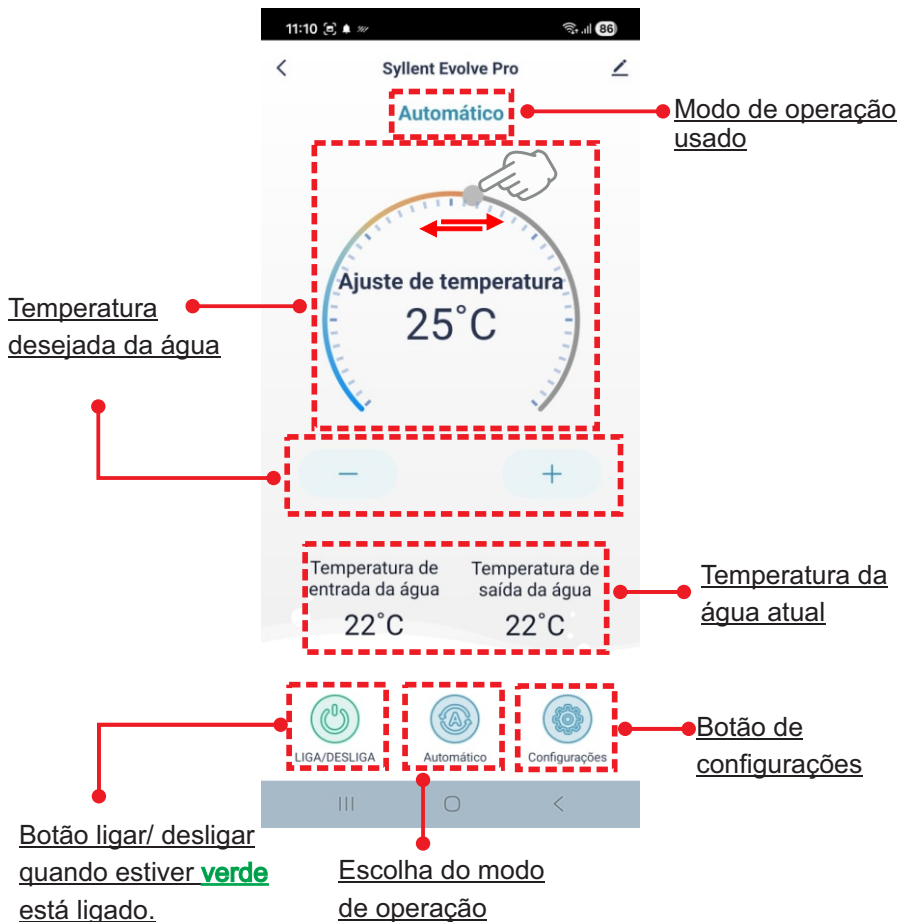 11:10
86
Syllent Evolve Pro
Automático
Modo de operação
usado
Ajuste de temperatura
25°C
Temperatura
desejada da água
− +
Temperatura de
entrada da água
22°C
Temperatura de
saída da água
22°C
Temperatura da
água atual
LIGA/DESLIGA
A
Automático
Configurações
Botão de
configurações
Botão ligar/ desligar
quando estiver verde
está ligado.
Escolha do modo
de operação